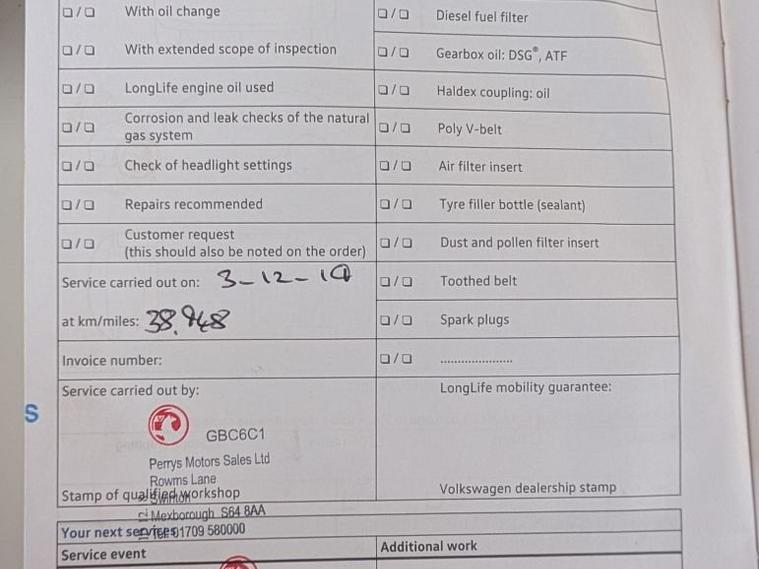 ❑/❑ With oil change
❑/❑ Diesel fuel filter
❑/❑ With extended scope of inspection
❑/❑ Gearbox oil: DSG®, ATF
❑/❑ LongLife engine oil used
❑/❑ Haldex coupling: oil
❑/❑ Corrosion and leak checks of the natural
gas system
❑/❑ Poly V-belt
❑/❑ Check of headlight settings
❑/❑ Air filter insert
❑/❑ Repairs recommended
❑/❑ Tyre filler bottle (sealant)
❑/❑ Customer request
(this should also be noted on the order)
❑/❑ Dust and pollen filter insert
Service carried out on: 3-12-19
❑/❑ Toothed belt
at km/miles: 38,948
❑/❑ Spark plugs
Invoice number:
❑/❑ .....................
Service carried out by:
LongLife mobility guarantee:
S
GBC6C1
Perrys Motors Sales Ltd
Rowms Lane
Swinton
Stamp of qualified workshop
Volkswagen dealership stamp
Mexborough S64 8AA
Tel: 01709 580000
Your next services
Service event
Additional work